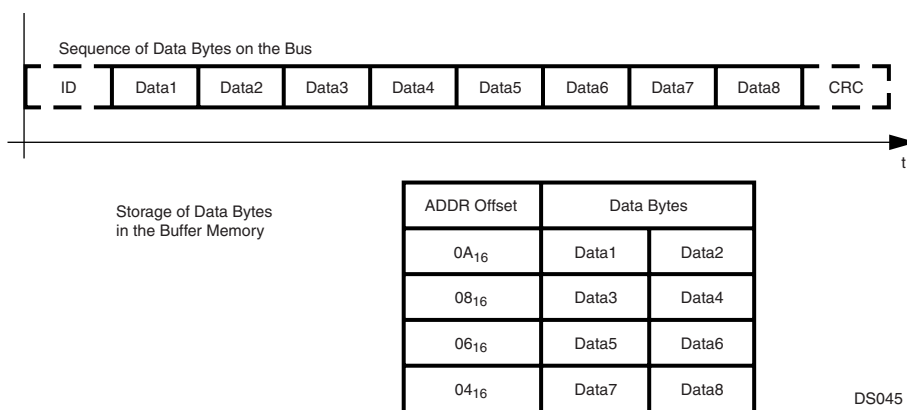 Sequence of Data Bytes on the Bus
ID Data1 Data2 Data3 Data4 Data5 Data6 Data7 Data8 CRC
t
Storage of Data Bytes
in the Buffer Memory
ADDR Offset Data Bytes
0A16 Data1 Data2
0816 Data3 Data4
0616 Data5 Data6
0416 Data7 Data8
DS045